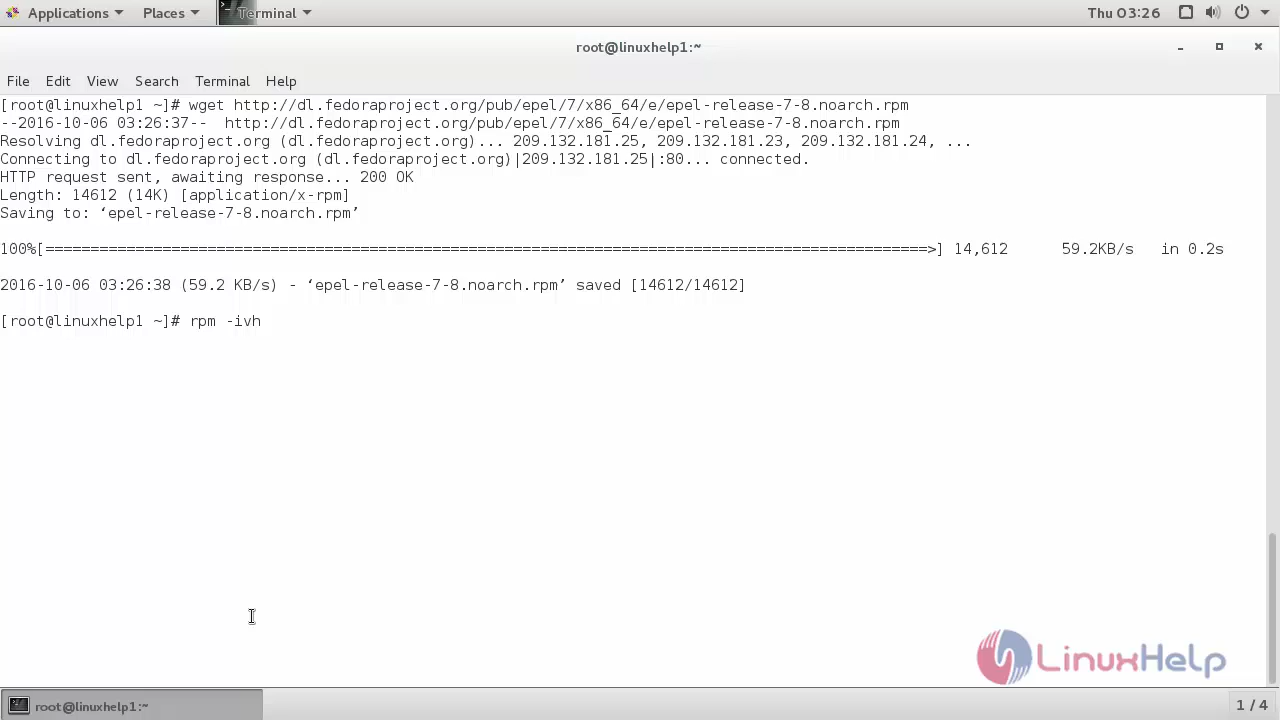 Applications Places Terminal Thu 03:26
root@linuxhelp1:~
File Edit View Search Terminal Help
[root@linuxhelp1 ~]# wget http://dl.fedoraproject.org/pub/epel/7/x86_64/e/epel-release-7-8.noarch.rpm
--2016-10-06 03:26:37--  http://dl.fedoraproject.org/pub/epel/7/x86_64/e/epel-release-7-8.noarch.rpm
Resolving dl.fedoraproject.org (dl.fedoraproject.org)... 209.132.181.25, 209.132.181.23, 209.132.181.24, ...
Connecting to dl.fedoraproject.org (dl.fedoraproject.org)|209.132.181.25|:80... connected.
HTTP request sent, awaiting response... 200 OK
Length: 14612 (14K) [application/x-rpm]
Saving to: ‘epel-release-7-8.noarch.rpm’
100%[==================================================================================================>] 14,612      59.2KB/s   in 0.2s
2016-10-06 03:26:38 (59.2 KB/s) - ‘epel-release-7-8.noarch.rpm’ saved [14612/14612]
[root@linuxhelp1 ~]# rpm -ivh
LinuxHelp
root@linuxhelp1:~ 1 / 4